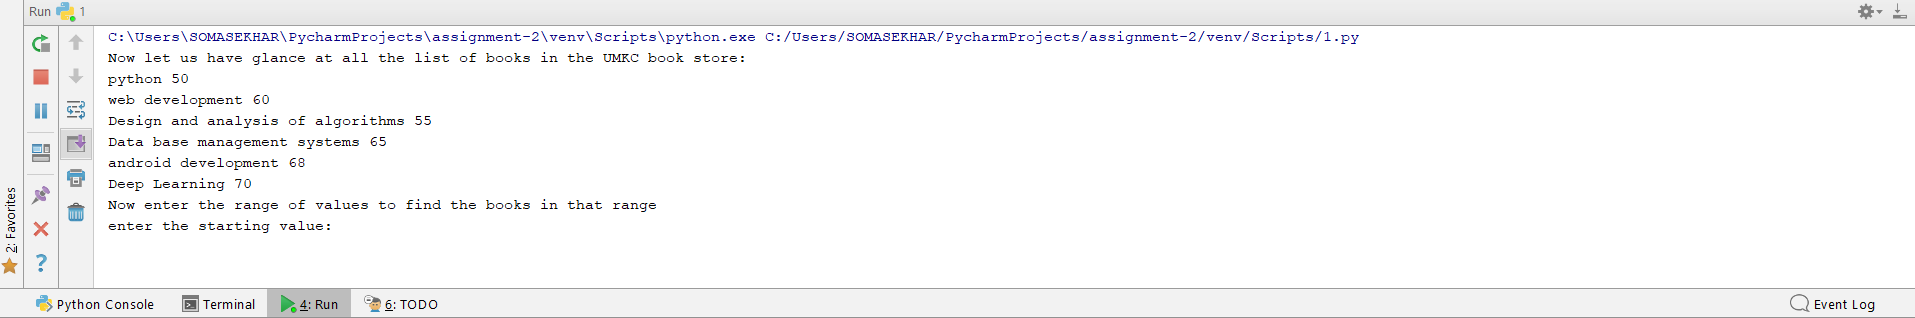 Run 1
C:\Users\SOMASEKHAR\PycharmProjects\assignment-2\venv\Scripts\python.exe C:/Users/SOMASEKHAR/PycharmProjects/assignment-2/venv/Scripts/1.py
Now let us have glance at all the list of books in the UMKC book store:
python 50
web development 60
Design and analysis of algorithms 55
Data base management systems 65
android development 68
Deep Learning 70
Now enter the range of values to find the books in that range
enter the starting value:
2: Favorites
Python Console Terminal 4: Run 6: TODO Event Log